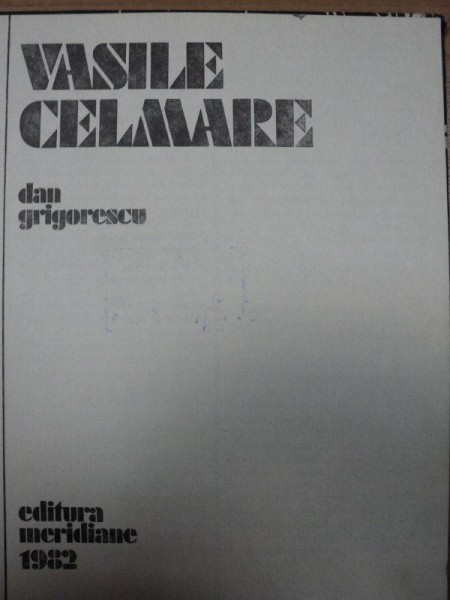 VASILE
CELMARE
dan
grigorescu
editura
meridiane
1982